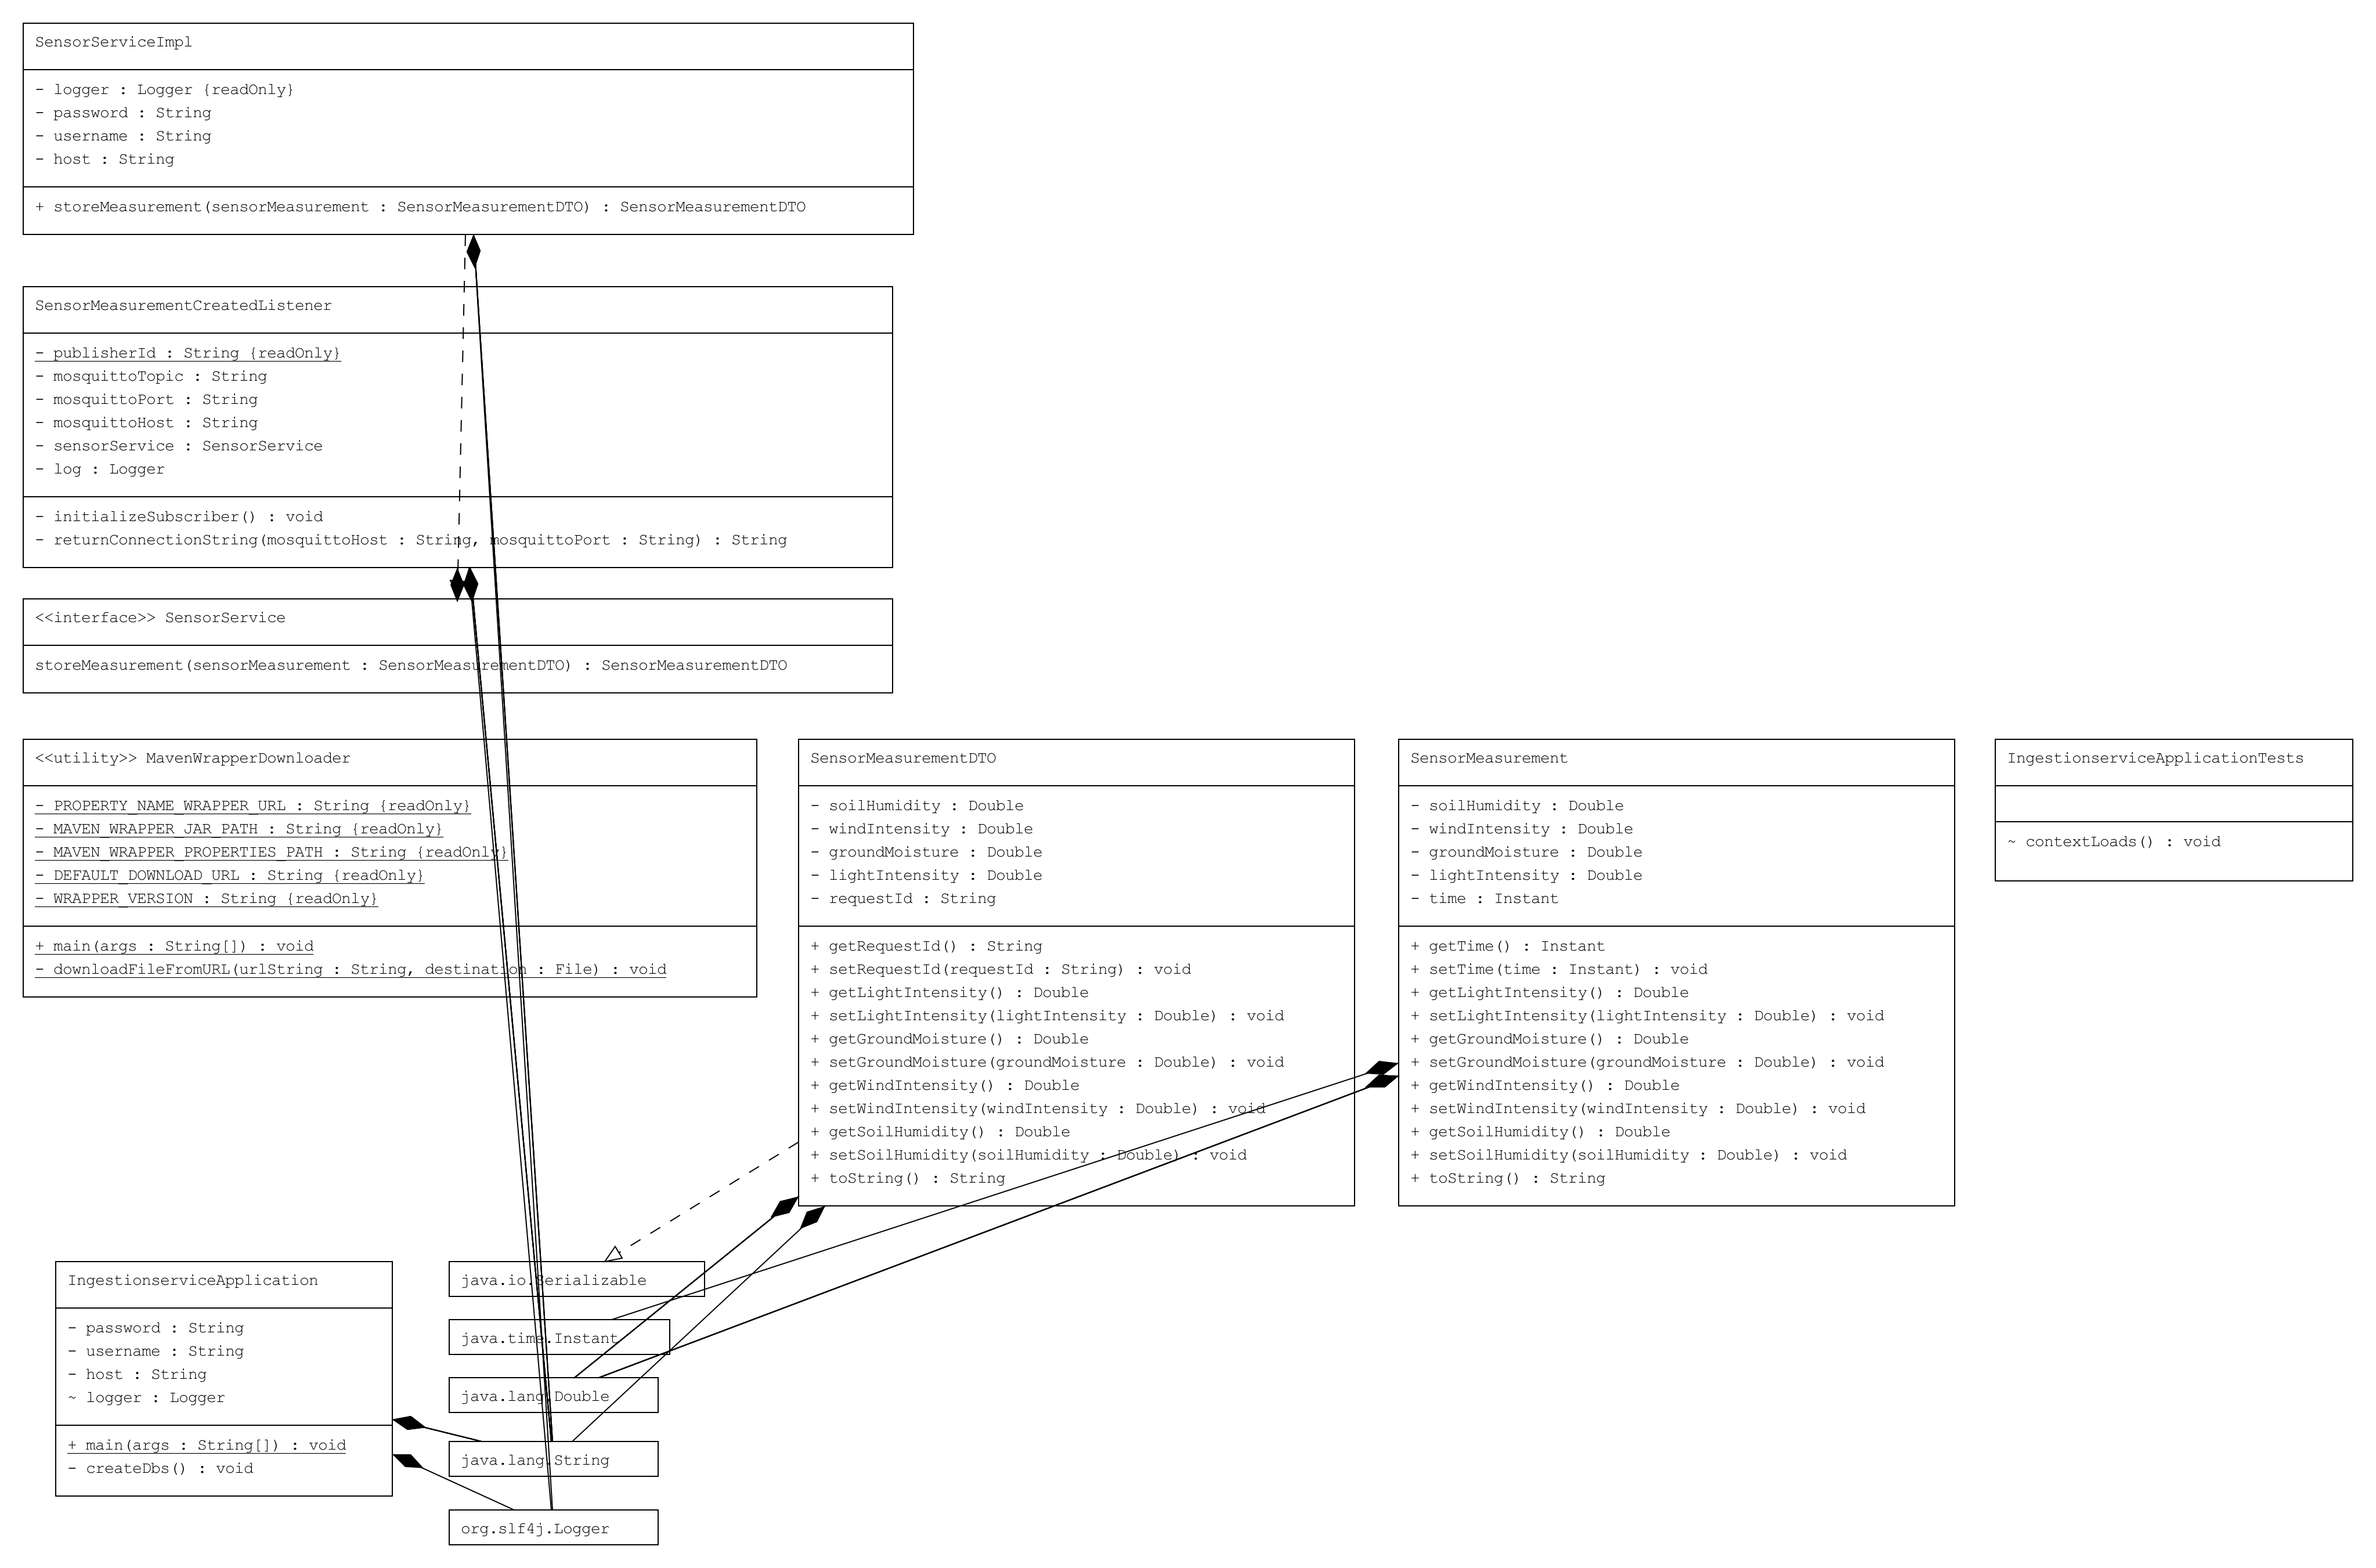 SensorServiceImpl
- logger : Logger {readOnly}
- password : String
- username : String
- host : String
+ storeMeasurement(sensorMeasurement : SensorMeasurementDTO) : SensorMeasurementDTO
SensorMeasurementCreatedListener
- publisherId : String {readOnly}
- mosquittoTopic : String
- mosquittoPort : String
- mosquittoHost : String
- sensorService : SensorService
- log : Logger
- initializeSubscriber() : void
- returnConnectionString(mosquittoHost : String, mosquittoPort : String) : String
<<interface>> SensorService
storeMeasurement(sensorMeasurement : SensorMeasurementDTO) : SensorMeasurementDTO
<<utility>> MavenWrapperDownloader
- PROPERTY_NAME_WRAPPER_URL : String {readOnly}
- MAVEN_WRAPPER_JAR_PATH : String {readOnly}
- MAVEN_WRAPPER_PROPERTIES_PATH : String {readOnly}
- DEFAULT_DOWNLOAD_URL : String {readOnly}
- WRAPPER_VERSION : String {readOnly}
+ main(args : String[]) : void
- downloadFileFromURL(urlString : String, destination : File) : void
SensorMeasurementDTO
- soilHumidity : Double
- windIntensity : Double
- groundMoisture : Double
- lightIntensity : Double
- requestId : String
+ getRequestId() : String
+ setRequestId(requestId : String) : void
+ getLightIntensity() : Double
+ setLightIntensity(lightIntensity : Double) : void
+ getGroundMoisture() : Double
+ setGroundMoisture(groundMoisture : Double) : void
+ getWindIntensity() : Double
+ setWindIntensity(windIntensity : Double) : void
+ getSoilHumidity() : Double
+ setSoilHumidity(soilHumidity : Double) : void
+ toString() : String
SensorMeasurement
- soilHumidity : Double
- windIntensity : Double
- groundMoisture : Double
- lightIntensity : Double
- time : Instant
+ getTime() : Instant
+ setTime(time : Instant) : void
+ getLightIntensity() : Double
+ setLightIntensity(lightIntensity : Double) : void
+ getGroundMoisture() : Double
+ setGroundMoisture(groundMoisture : Double) : void
+ getWindIntensity() : Double
+ setWindIntensity(windIntensity : Double) : void
+ getSoilHumidity() : Double
+ setSoilHumidity(soilHumidity : Double) : void
+ toString() : String
IngestionserviceApplicationTests
~ contextLoads() : void
IngestionserviceApplication
- password : String
- username : String
- host : String
~ logger : Logger
+ main(args : String[]) : void
- createDbs() : void
java.io.Serializable
java.time.Instant
java.lang.Double
java.lang.String
org.slf4j.Logger